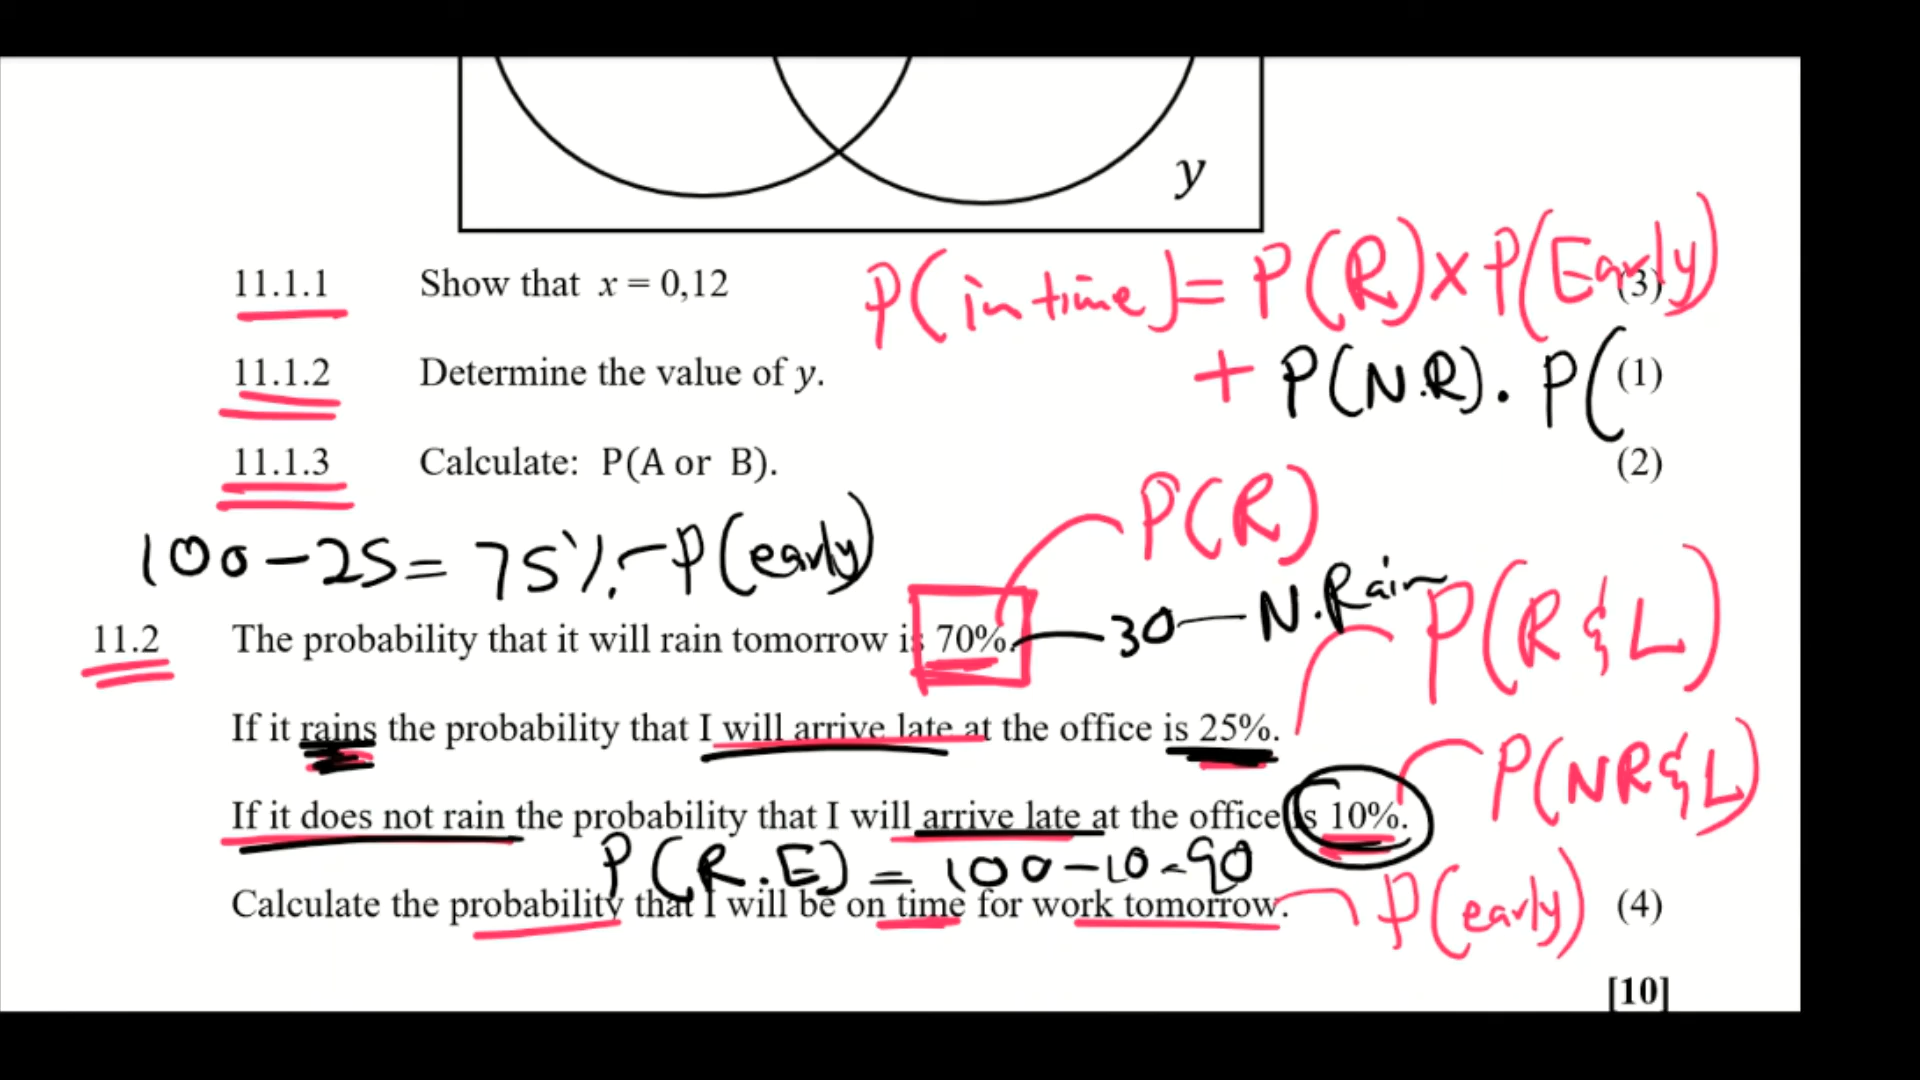 y
11.1.1 Show that x = 0,12 (3)
P(in time) = P(R) x P(Early)
11.1.2 Determine the value of y. (1)
+ P(N.R) . P(
11.1.3 Calculate: P(A or B). (2)
P(R)
100 - 25 = 75% - P(early)
30 - N.Rain
11.2 The probability that it will rain tomorrow is 70%.
P(R & L)
If it rains the probability that I will arrive late at the office is 25%.
P(NR & L)
If it does not rain the probability that I will arrive late at the office is 10%.
P(R.E) = 100 - 10 - 90
Calculate the probability that I will be on time for work tomorrow. (4)
P(early)
[10]